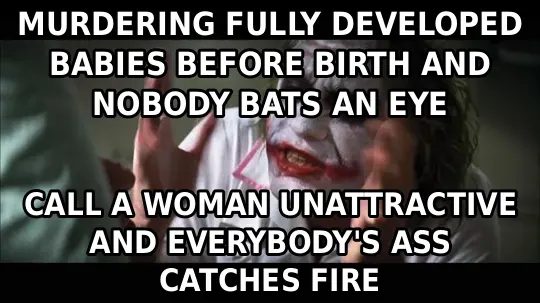 MURDERING FULLY DEVELOPED
BABIES BEFORE BIRTH AND
NOBODY BATS AN EYE
CALL A WOMAN UNATTRACTIVE
AND EVERYBODY'S ASS
CATCHES FIRE